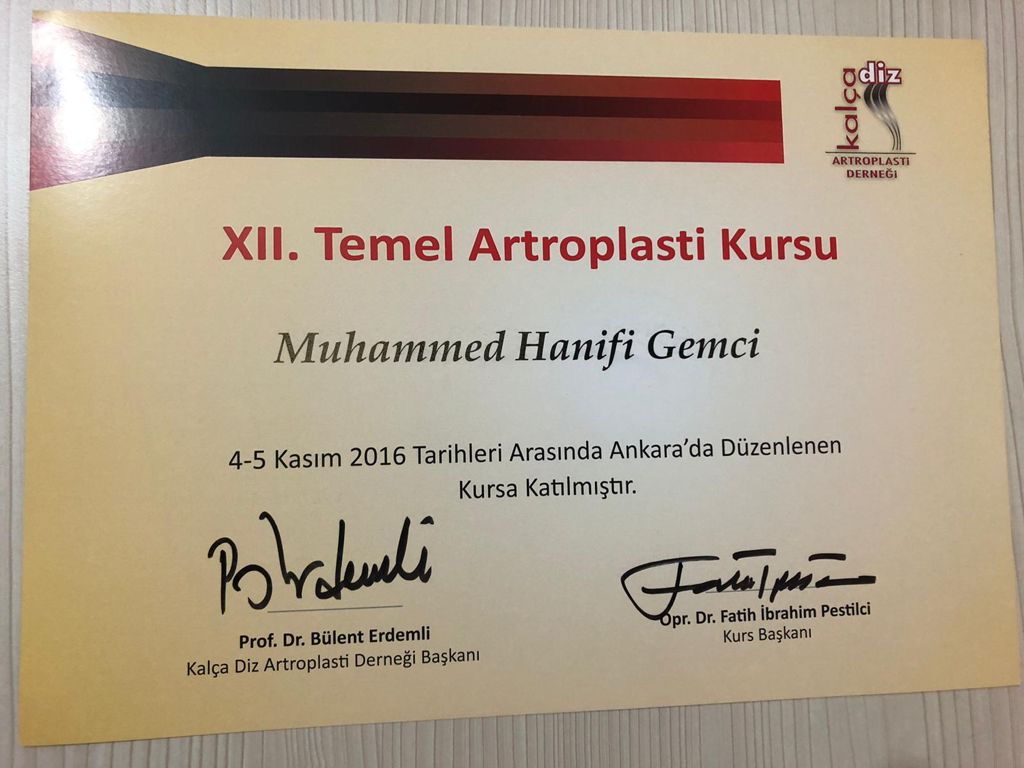 kalça diz
ARTROPLASTİ
DERNEĞİ
XII. Temel Artroplasti Kursu
Muhammed Hanifi Gemci
4-5 Kasım 2016 Tarihleri Arasında Ankara'da Düzenlenen
Kursa Katılmıştır.
Prof. Dr. Bülent Erdemli
Kalça Diz Artroplasti Derneği Başkanı
Opr. Dr. Fatih İbrahim Pestilci
Kurs Başkanı